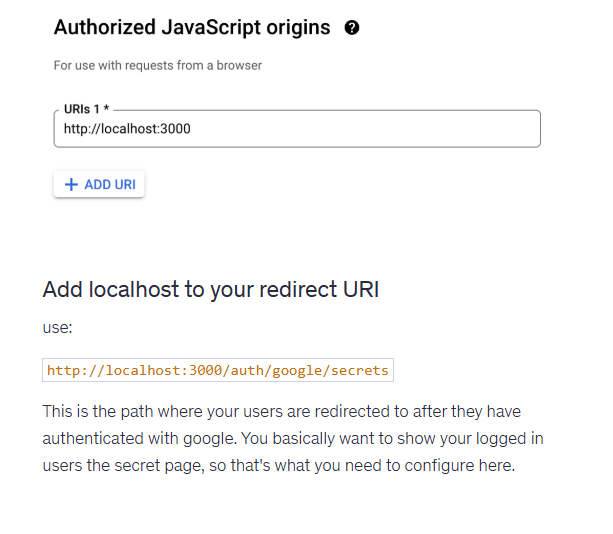 Authorized JavaScript origins
For use with requests from a browser
URIs 1 *
http://localhost:3000
ADD URI
Add localhost to your redirect URI
use:
http://localhost:3000/auth/google/secrets
This is the path where your users are redirected to after they have
authenticated with google. You basically want to show your logged in
users the secret page, so that's what you need to configure here.